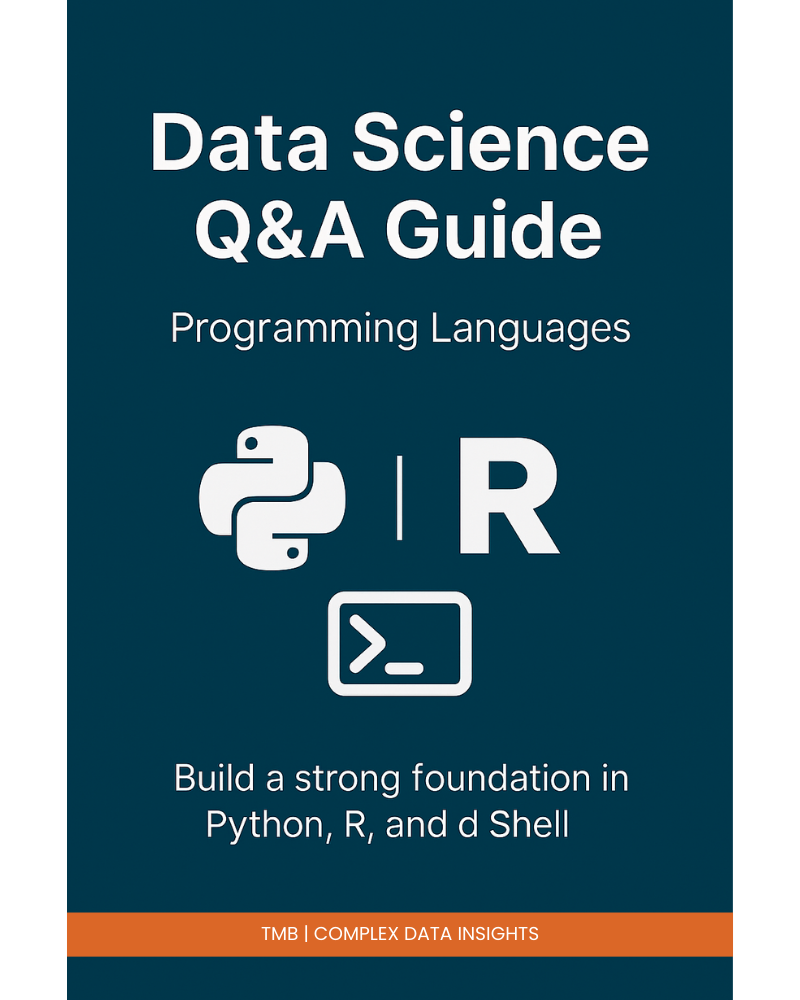 Data Science
Q&A Guide
Programming Languages
R
>_
Build a strong foundation in
Python, R, and d Shell
TMB | COMPLEX DATA INSIGHTS